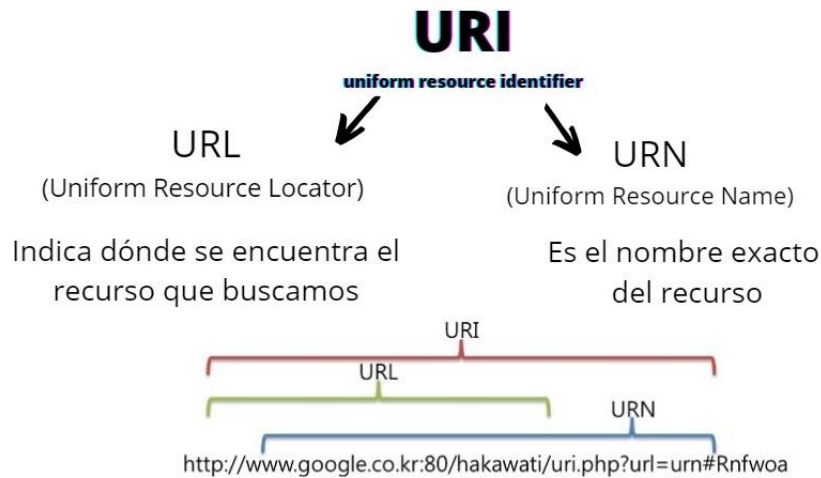 URI
uniform resource identifier
URL
(Uniform Resource Locator)
Indica dónde se encuentra el
recurso que buscamos
URN
(Uniform Resource Name)
Es el nombre exacto
del recurso
URI
URL
URN
http://www.google.co.kr:80/hakawati/uri.php?url=urn#Rnfwoa